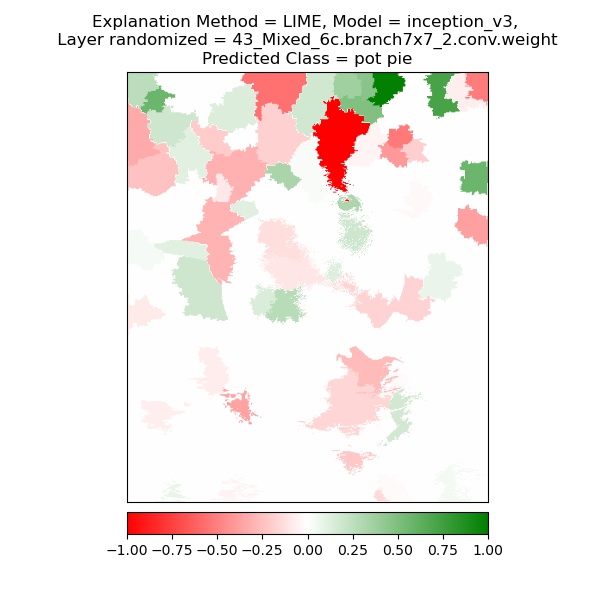 Explanation Method = LIME, Model = inception_v3,
Layer randomized = 43_Mixed_6c.branch7x7_2.conv.weight
Predicted Class = pot pie
−1.00 −0.75 −0.50 −0.25 0.00 0.25 0.50 0.75 1.00